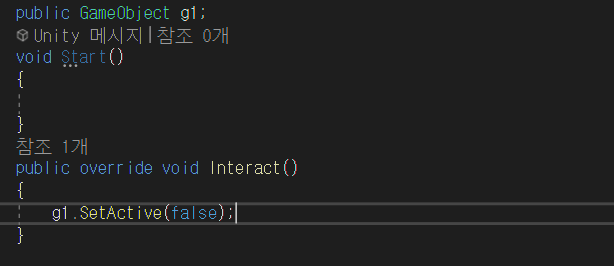 public GameObject g1;
Unity 메시지|참조 0개
void Start()
{
}
참조 1개
public override void Interact()
{
g1.SetActive(false);
}